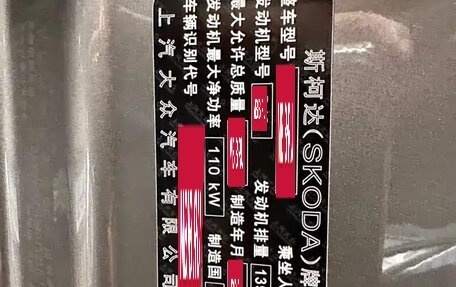 斯柯达(SKODA)牌
整车型号 乘坐人
发动机型号 发动机排量 13
最大允许总质量 制造年月
发动机最大净功率 110 kW 制造国
车辆识别代号
上汽大众汽车有限公司